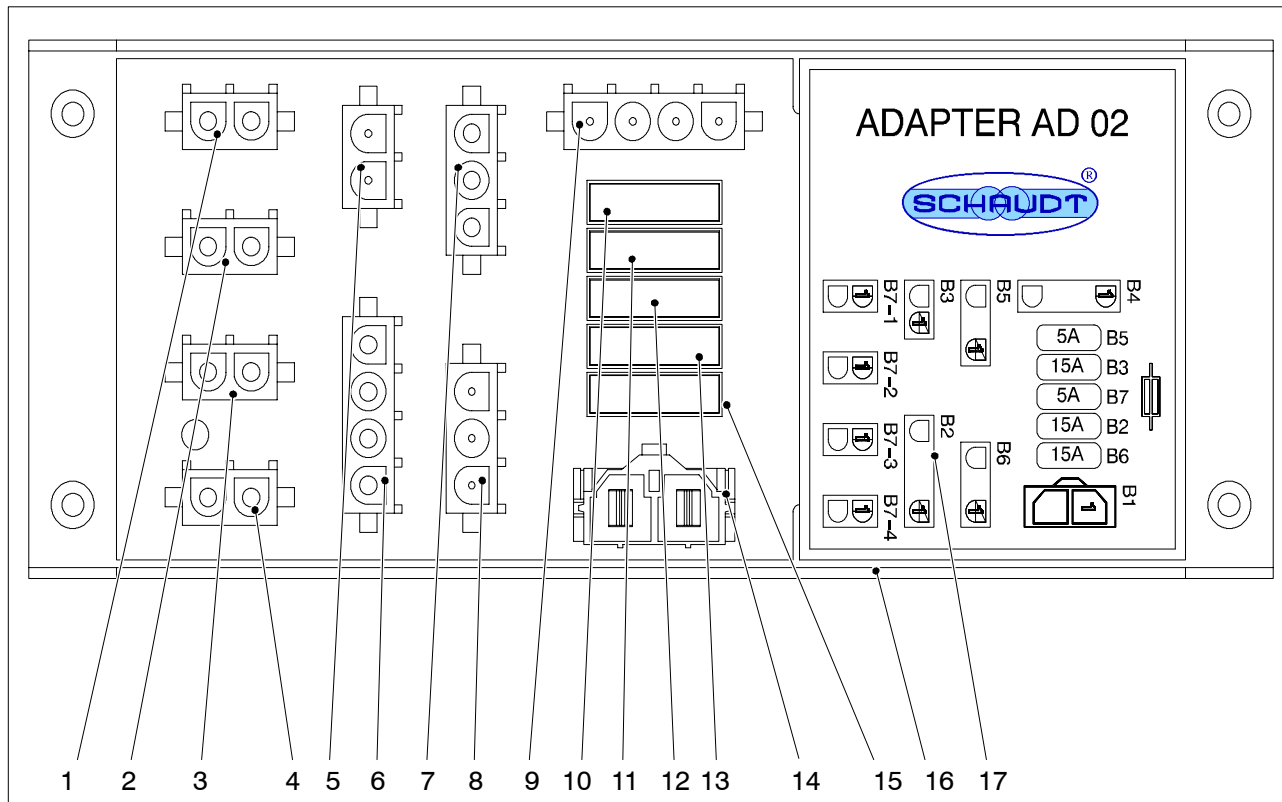 ADAPTER AD 02
SCHAUDT ®
B7-1
B3
B5
B4
5A B5
15A B3
5A B7
15A B2
15A B6
B7-2
B7-3
B2
B6
B7-4
B1
1 2 3 4 5 6 7 8 9 10 11 12 13 14 15 16 17